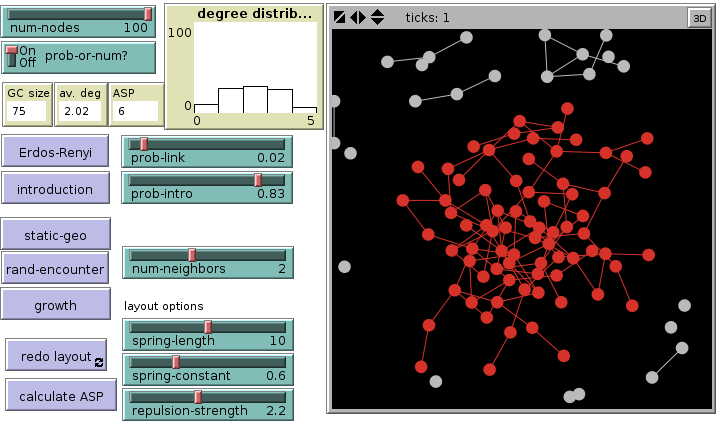 num-nodes 100
On
Off
prob-or-num?
GC size
75
av. deg
2.02
ASP
6
degree distrib...
100
0
0 5
ticks: 1
3D
Erdos-Renyi
prob-link 0.02
introduction
prob-intro 0.83
static-geo
rand-encounter
num-neighbors 2
growth
layout options
spring-length 10
redo layout
spring-constant 0.6
calculate ASP
repulsion-strength 2.2